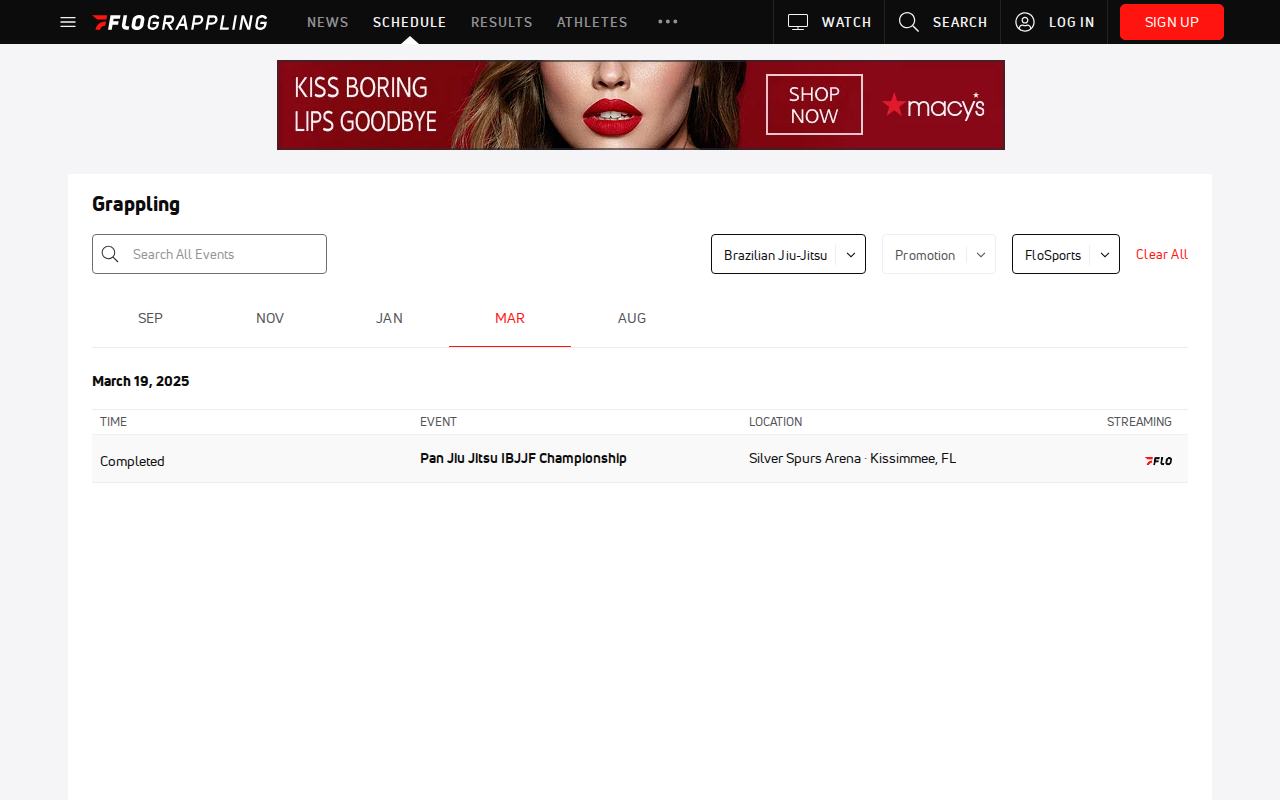 FLOGRAPPLING NEWS SCHEDULE RESULTS ATHLETES WATCH SEARCH LOG IN SIGN UP
KISS BORING
LIPS GOODBYE
SHOP
NOW
macy's
Grappling
Search All Events Brazilian Jiu-Jitsu Promotion FloSports Clear All
SEP NOV JAN MAR AUG
March 19, 2025
TIME EVENT LOCATION STREAMING
Completed Pan Jiu Jitsu IBJJF Championship Silver Spurs Arena · Kissimmee, FL FLO